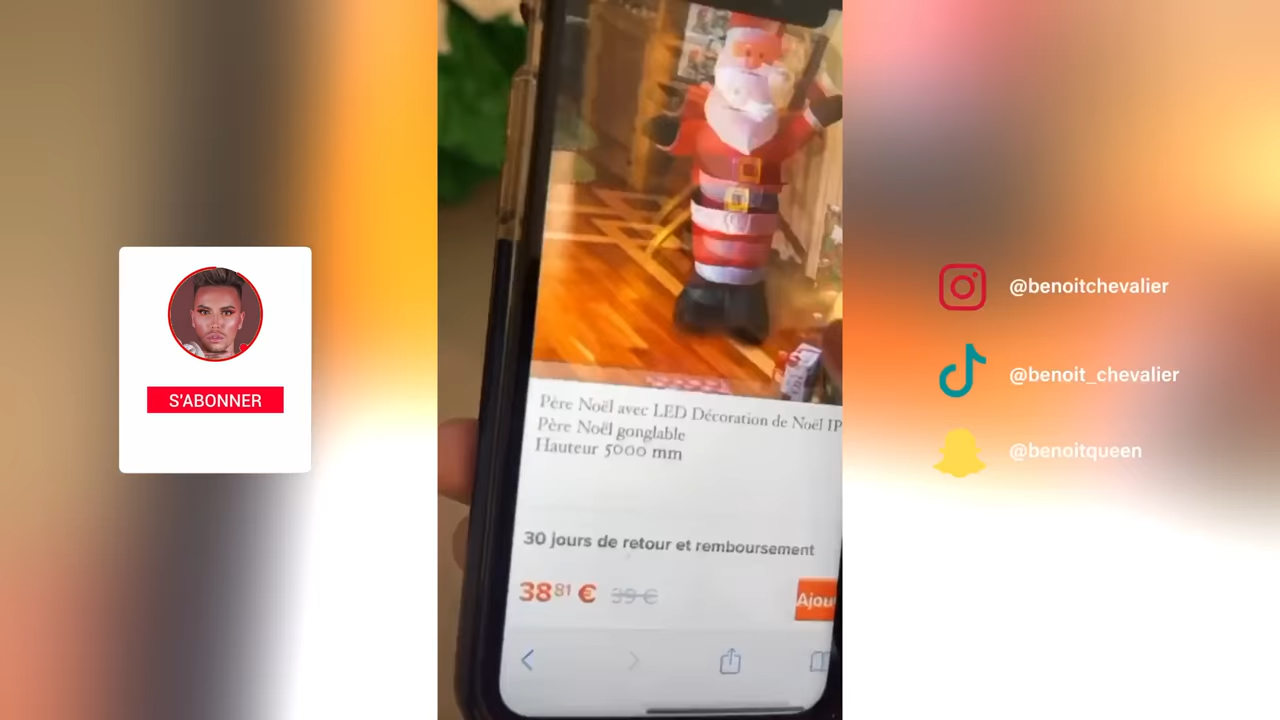 S'ABONNER
Père Noël avec LED Décoration de Noël IP
Père Noël gonglable
Hauteur 5000 mm
30 jours de retour et remboursement
38⁸¹ € 39 €
Ajou
@benoitchevalier
@benoit_chevalier
@benoitqueen